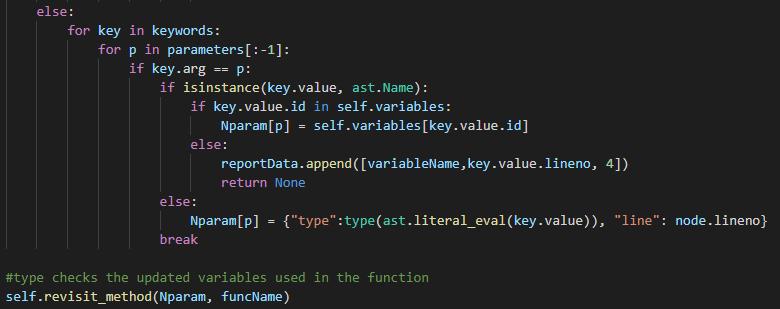 else:
for key in keywords:
for p in parameters[:-1]:
if key.arg == p:
if isinstance(key.value, ast.Name):
if key.value.id in self.variables:
Nparam[p] = self.variables[key.value.id]
else:
reportData.append([variableName,key.value.lineno, 4])
return None
else:
Nparam[p] = {"type":type(ast.literal_eval(key.value)), "line": node.lineno}
break
#type checks the updated variables used in the function
self.revisit_method(Nparam, funcName)